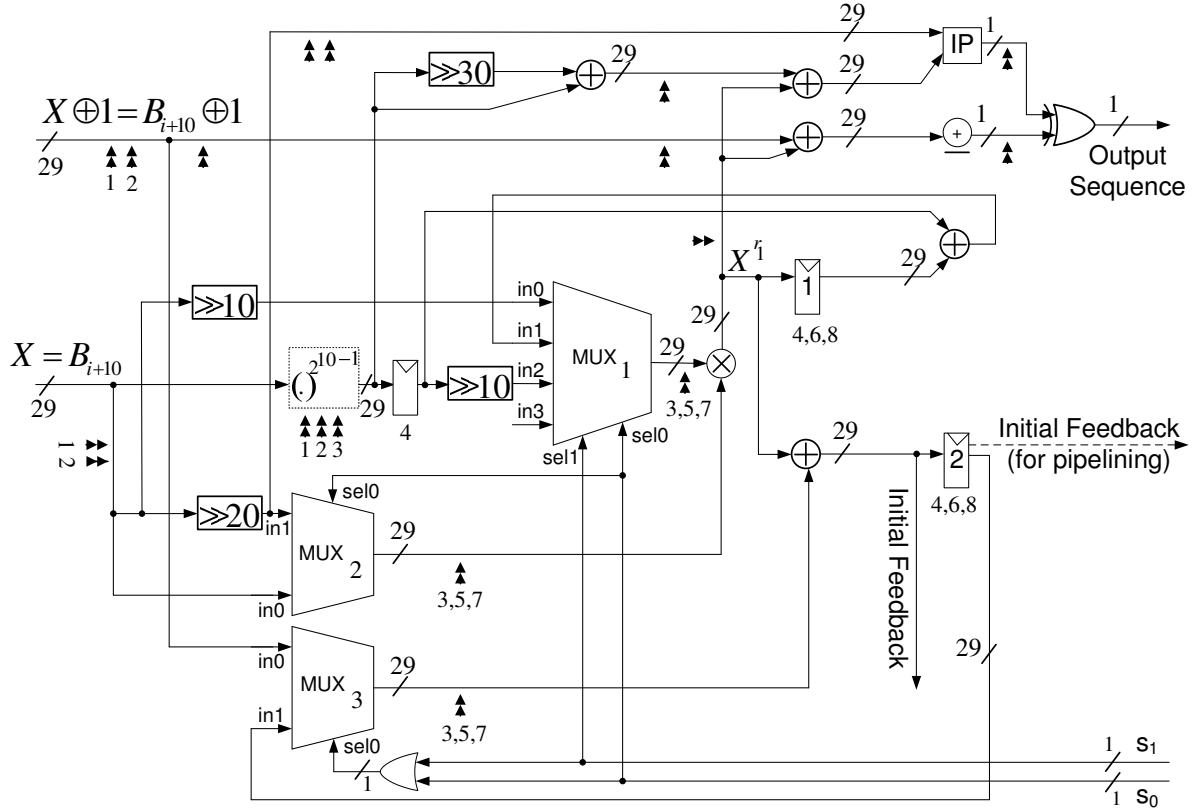 29
1
29
IP
≫30
29
29
X⊕1=B_{i+10}⊕1
29
1
1
+
29
1 2
Output
Sequence
X^{r_1}
29
1
4,6,8
≫10
in0
in1
in2
in3
MUX 1
29
3,5,7
29
X=B_{i+10}
29
(.)^{2^{10-1}}
29
1 2 3
4
≫10
sel1
sel0
1 2
≫20
in1
sel0
MUX 2
in0
29
3,5,7
29
2
4,6,8
Initial Feedback
(for pipelining)
Initial Feedback
29
in0
MUX 3
in1
sel0
29
3,5,7
1
1
s₁
1
s₀